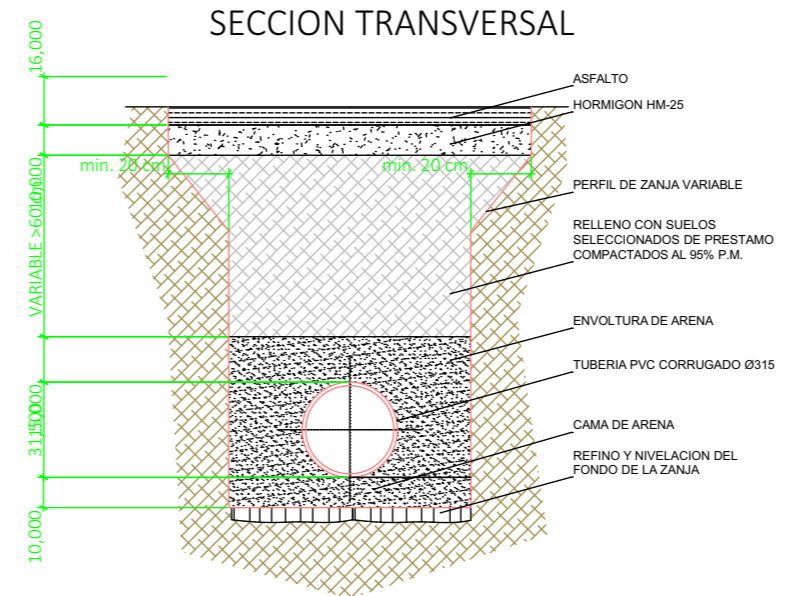 SECCION TRANSVERSAL
16,000
ASFALTO
HORMIGON HM-25
min. 20 cm
min. 20 cm
PERFIL DE ZANJA VARIABLE
VARIABLE >60
RELLENO CON SUELOS
SELECCIONADOS DE PRESTAMO
COMPACTADOS AL 95% P.M.
ENVOLTURA DE ARENA
TUBERIA PVC CORRUGADO Ø315
CAMA DE ARENA
REFINO Y NIVELACION DEL
FONDO DE LA ZANJA
10,000